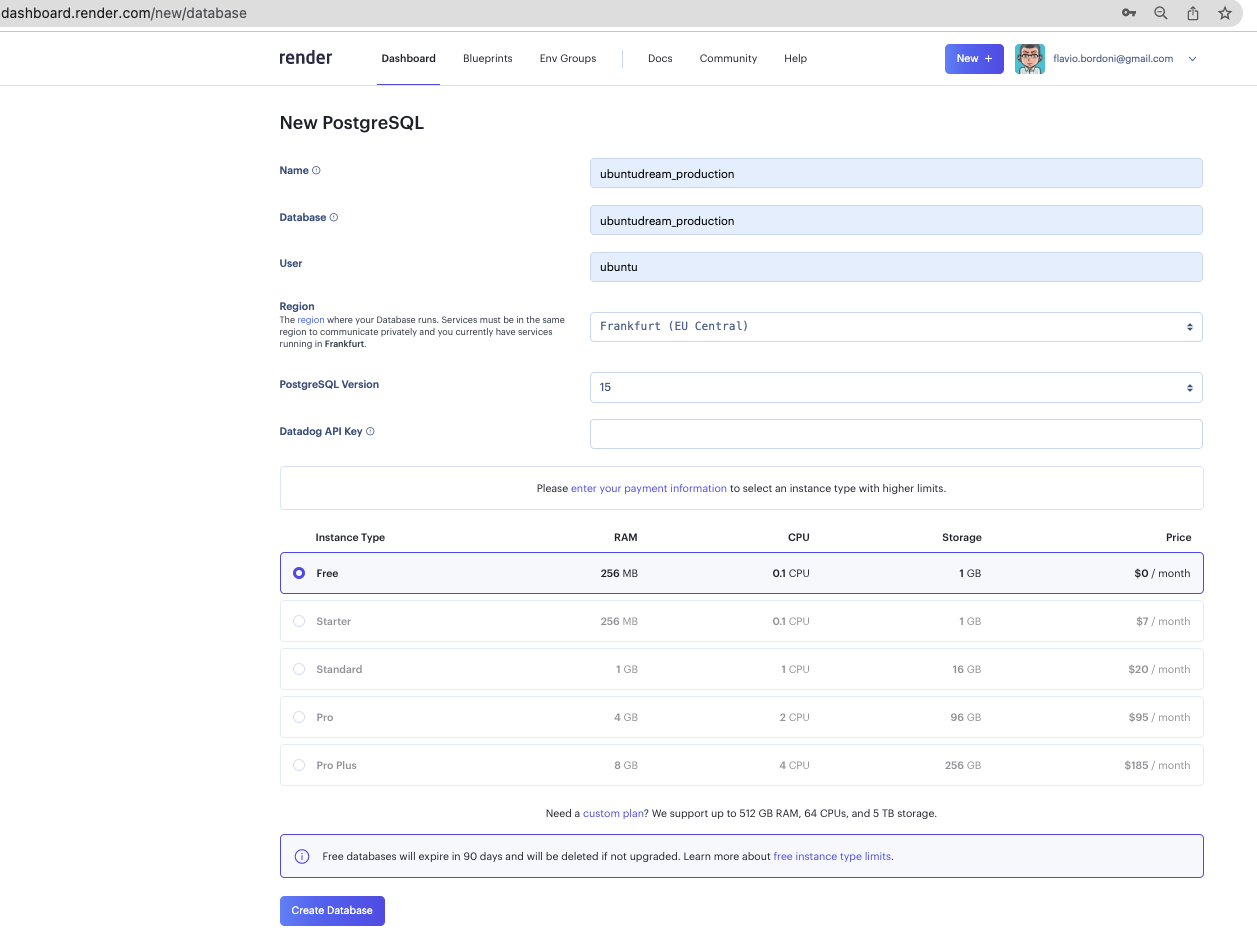 dashboard.render.com/new/database
render Dashboard Blueprints Env Groups Docs Community Help New + flavio.bordoni@gmail.com
New PostgreSQL
Name ubuntudream_production
Database ubuntudream_production
User ubuntu
Region
The region where your Database runs. Services must be in the same
region to communicate privately and you currently have services
running in Frankfurt.
Frankfurt (EU Central)
PostgreSQL Version 15
Datadog API Key
Please enter your payment information to select an instance type with higher limits.
Instance Type RAM CPU Storage Price
Free 256 MB 0.1 CPU 1 GB $0 / month
Starter 256 MB 0.1 CPU 1 GB $7 / month
Standard 1 GB 1 CPU 16 GB $20 / month
Pro 4 GB 2 CPU 96 GB $95 / month
Pro Plus 8 GB 4 CPU 256 GB $185 / month
Need a custom plan? We support up to 512 GB RAM, 64 CPUs, and 5 TB storage.
Free databases will expire in 90 days and will be deleted if not upgraded. Learn more about free instance type limits.
Create Database